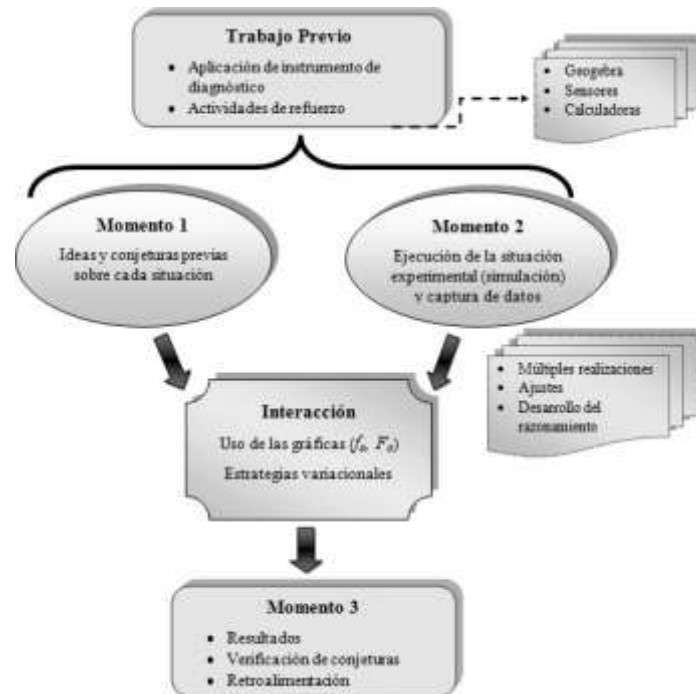 Trabajo Previo
• Aplicación de instrumento de
diagnóstico
• Actividades de refuerzo
• Geogebra
• Sensores
• Calculadoras
Momento 1
Ideas y conjeturas previas
sobre cada situación
Momento 2
Ejecución de la situación
experimental (simulación)
y captura de datos
• Múltiples realizaciones
• Ajustes
• Desarrollo del
razonamiento
Interacción
Uso de las gráficas (
Estrategias variacionales
Momento 3
• Resultados
• Verificación de conjeturas
• Retroalimentación